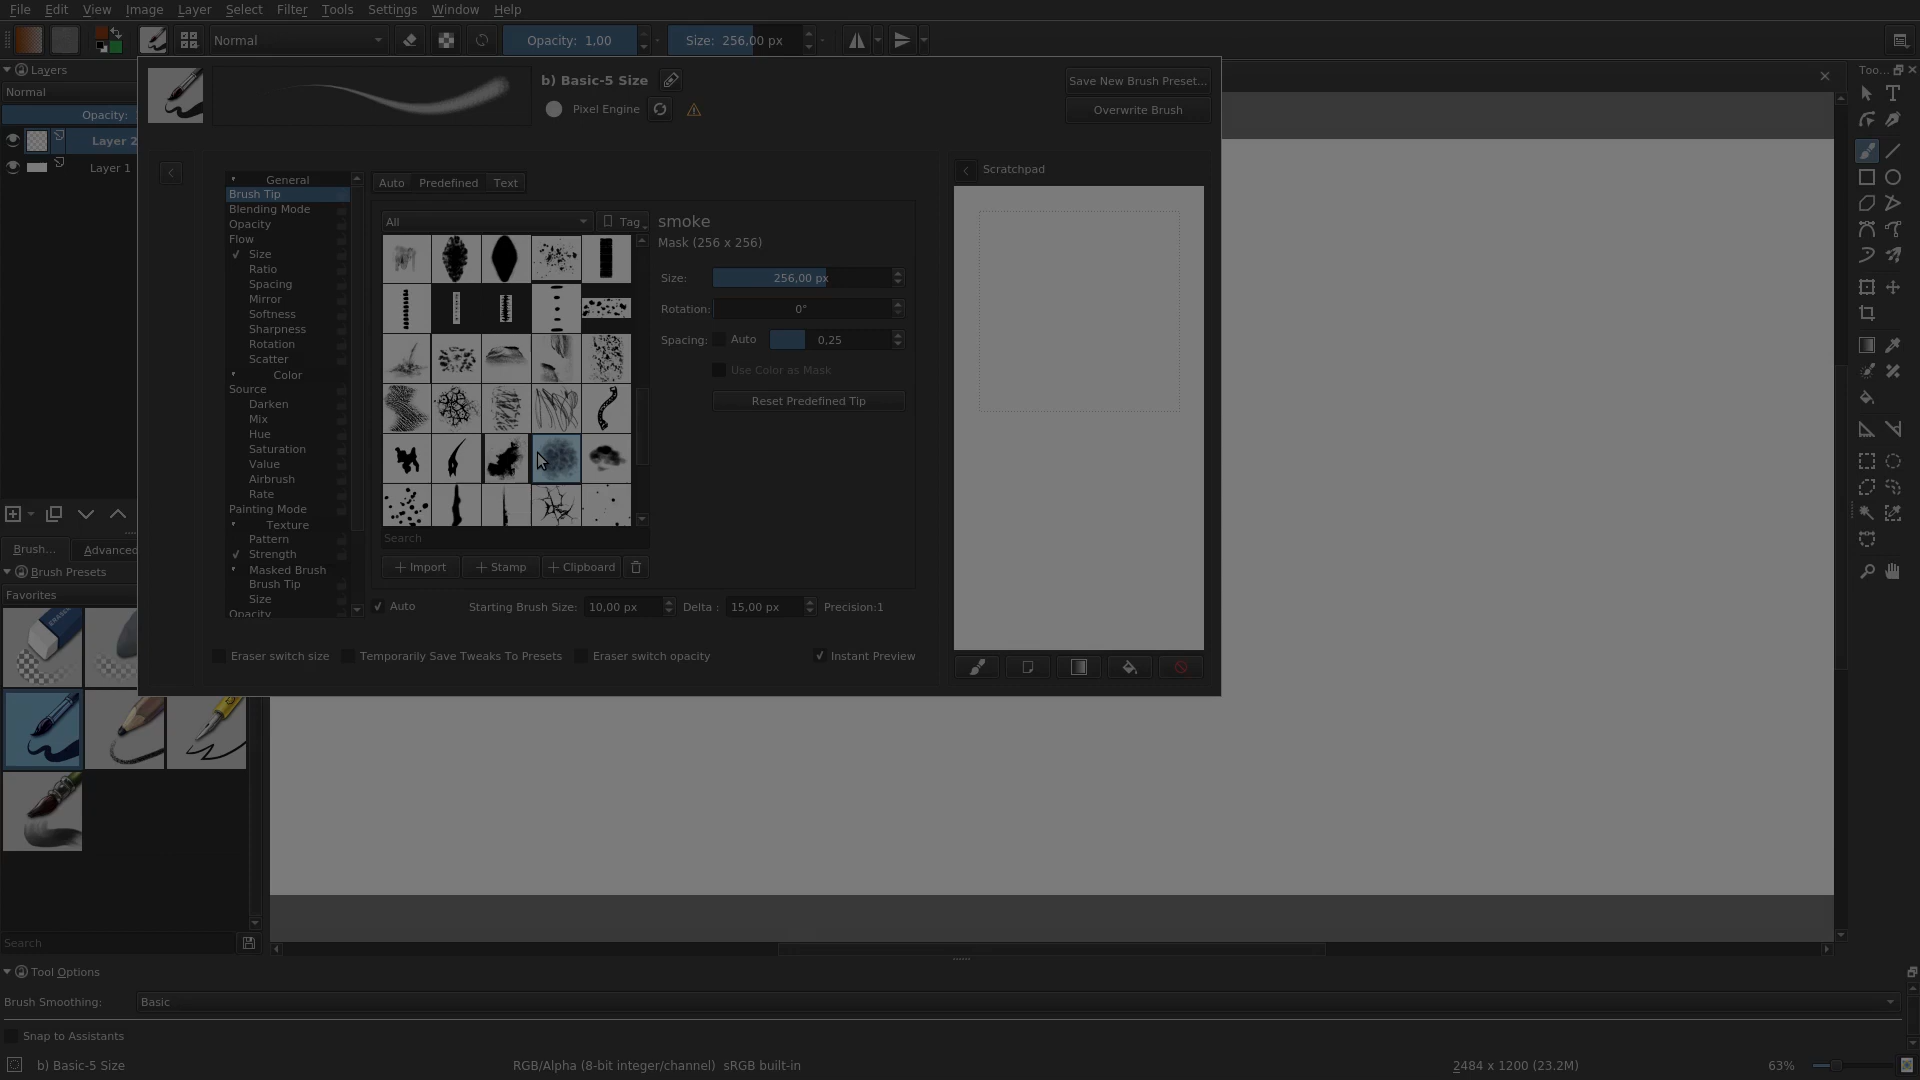 File Edit View Image Layer Select Filter Tools Settings Window Help
Normal
Opacity: 1,00
Size: 256,00 px
Layers
Normal
Opacity:
Layer 2
Layer 1
b) Basic-5 Size
Pixel Engine
Save New Brush Preset...
Overwrite Brush
General
Brush Tip
Blending Mode
Opacity
Flow
Size
Ratio
Spacing
Mirror
Softness
Sharpness
Rotation
Scatter
Color
Source
Darken
Mix
Hue
Saturation
Value
Airbrush
Rate
Painting Mode
Texture
Pattern
Strength
Masked Brush
Brush Tip
Size
Opacity
Auto Predefined Text
All
Tag
Search
Import
Stamp
Clipboard
smoke
Mask (256 x 256)
Size: 256,00 px
Rotation: 0°
Spacing: Auto 0,25
Use Color as Mask
Reset Predefined Tip
Auto Starting Brush Size: 10,00 px Delta : 15,00 px Precision:1
Eraser switch size Temporarily Save Tweaks To Presets Eraser switch opacity Instant Preview
Scratchpad
Too...
Brush... Advanced
Brush Presets
Favorites
Search
Tool Options
Brush Smoothing: Basic
Snap to Assistants
b) Basic-5 Size RGB/Alpha (8-bit integer/channel) sRGB built-in 2484 x 1200 (23.2M) 63%